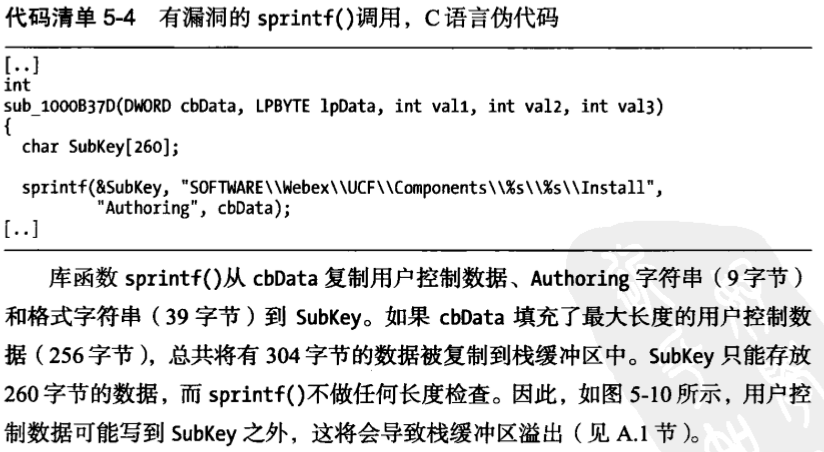 代码清单 5-4 有漏洞的 sprintf()调用，C 语言伪代码
[..]
int
sub_1000B37D(DWORD cbData, LPBYTE lpData, int val1, int val2, int val3)
{
char SubKey[260];
sprintf(&SubKey, "SOFTWARE\\Webex\\UCF\\Components\\%s\\%s\\Install",
"Authoring", cbData);
[..]
库函数 sprintf()从 cbData 复制用户控制数据、Authoring 字符串（9 字节）
和格式字符串（39 字节）到 SubKey。如果 cbData 填充了最大长度的用户控制数
据（256 字节），总共将有 304 字节的数据被复制到栈缓冲区中。SubKey 只能存放
260 字节的数据，而 sprintf()不做任何长度检查。因此，如图 5-10 所示，用户控
制数据可能写到 SubKey 之外，这将会导致栈缓冲区溢出（见 A.1 节）。